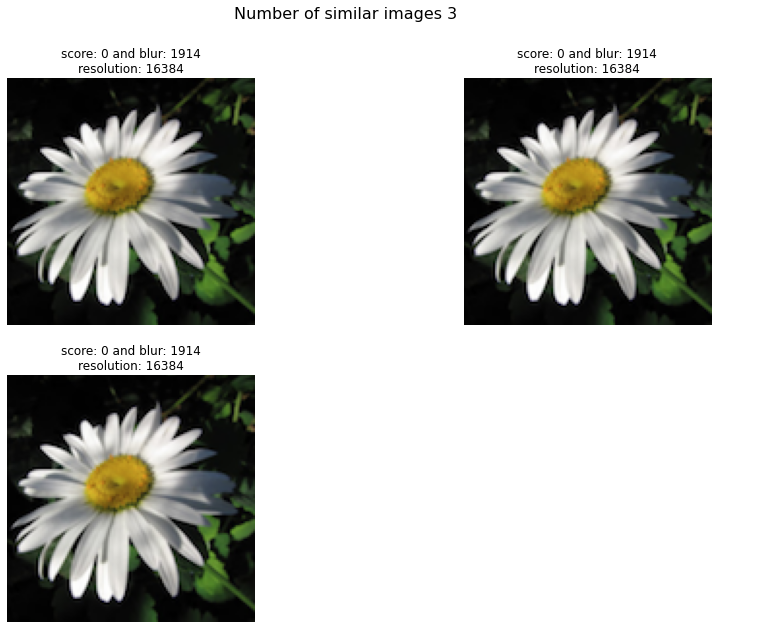 Number of similar images 3
score: 0 and blur: 1914
resolution: 16384
score: 0 and blur: 1914
resolution: 16384
score: 0 and blur: 1914
resolution: 16384